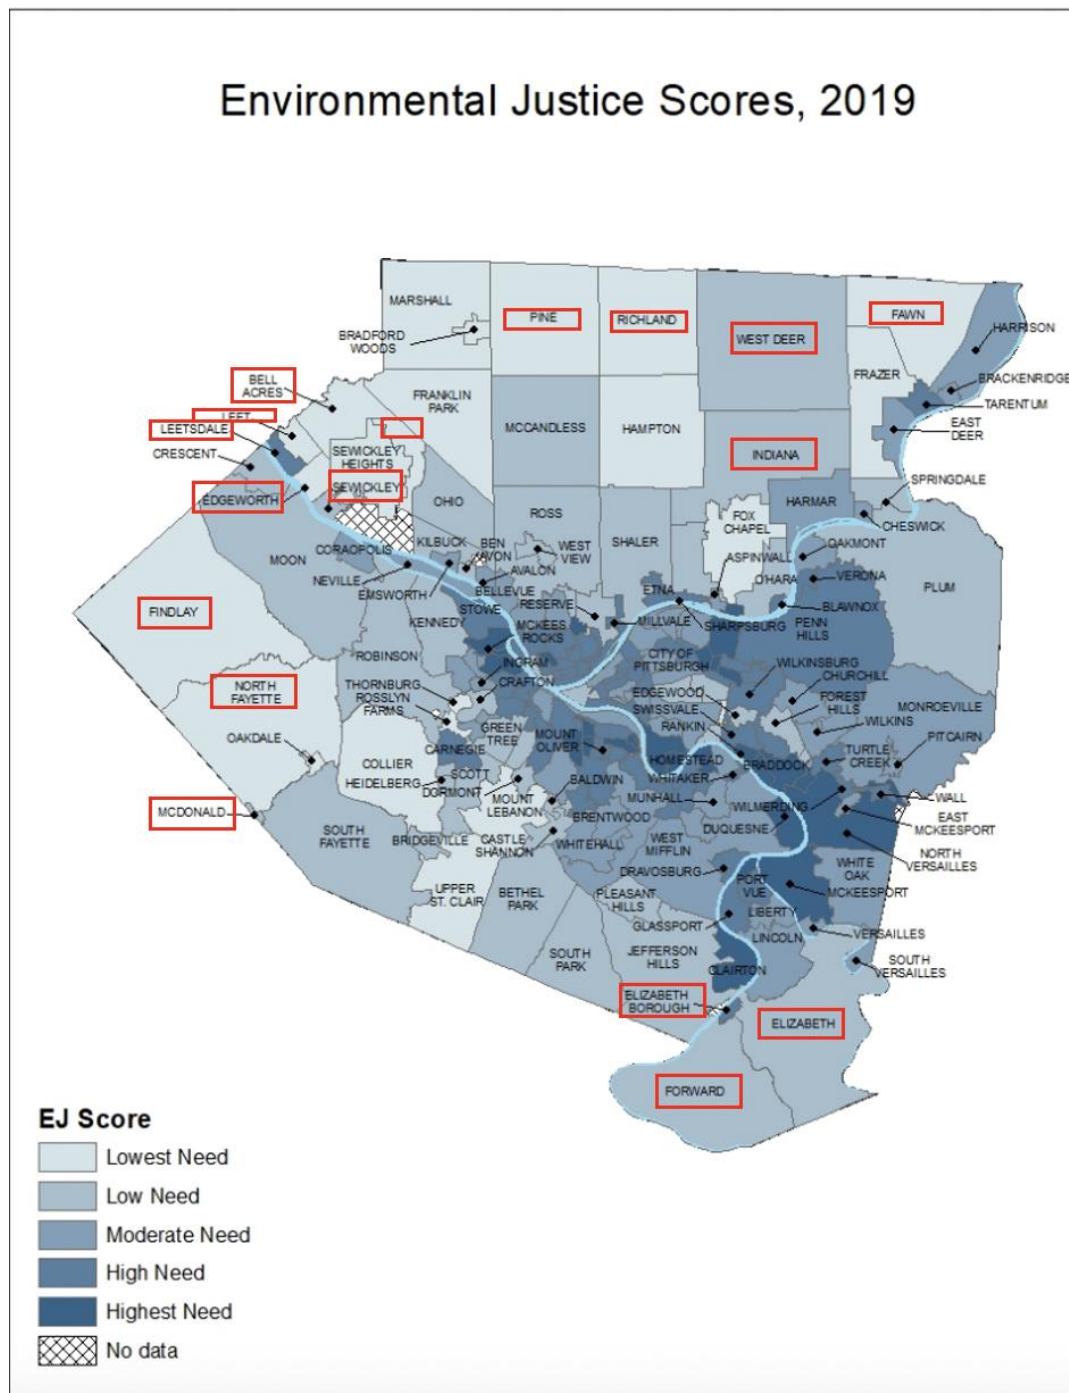 Environmental Justice Scores, 2019
MARSHALL
BRADFORD
WOODS
PINE
RICHLAND
WEST DEER
FAWN
HARRISON
BRACKENRIDGE
TARENTUM
EAST
DEER
FRAZER
BELL
ACRES
LEET
LEETSDALE
CRESCENT
EDGEWORTH
FRANKLIN
PARK
SEWICKLEY
HEIGHTS
SEWICKLEY
MCCANDLESS
HAMPTON
INDIANA
SPRINGDALE
CHESWICK
HARMAR
OHIO
ROSS
SHALER
FOX
CHAPEL
OAKMONT
MOON
CORAOPOLIS
KILBUCK
BEN
AVON
WEST
VIEW
ASPINWALL
O'HARA
VERONA
PLUM
NEVILLE
EMSWORTH
AVALON
BELLEVUE
ETNA
BLAWNOX
FINDLAY
STOWE
RESERVE
MILLVALE
SHARPSBURG
PENN
HILLS
KENNEDY
MCKEES
ROCKS
ROBINSON
INGRAM
CITY OF
PITTSBURGH
WILKINSBURG
CHURCHILL
NORTH
FAYETTE
THORNBURG
ROSSLYN
FARMS
CRAFTON
EDGEWOOD
SWISSVALE
FOREST
HILLS
MONROEVILLE
RANKIN
WILKINS
PITCAIRN
OAKDALE
GREEN
TREE
MOUNT
OLIVER
CARNEGIE
COLLIER
HEIDELBERG
SCOTT
DORMONT
HOMESTEAD
WHITAKER
BRADDOCK
TURTLE
CREEK
BALDWIN
MOUNT
LEBANON
MUNHALL
WILMERDING
WALL
MCDONALD
BRENTWOOD
DUQUESNE
EAST
MCKEESPORT
SOUTH
FAYETTE
BRIDGEVILLE
CASTLE
SHANNON
WHITEHALL
WEST
MIFFLIN
NORTH
VERSAILLES
UPPER
ST. CLAIR
BETHEL
PARK
PLEASANT
HILLS
DRAVOSBURG
PORT
VUE
WHITE
OAK
MCKEESPORT
GLASSPORT
LIBERTY
LINCOLN
VERSAILLES
SOUTH
PARK
JEFFERSON
HILLS
CLAIRTON
SOUTH
VERSAILLES
ELIZABETH
BOROUGH
ELIZABETH
FORWARD
EJ Score
Lowest Need
Low Need
Moderate Need
High Need
Highest Need
No data